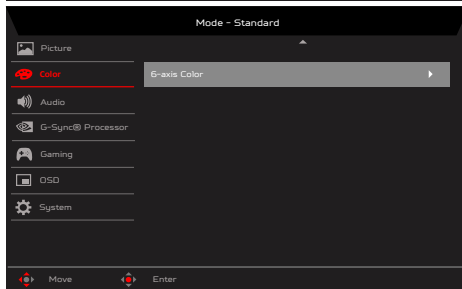 Mode - Standard
Picture
Color
6-axis Color
Audio
G-Sync® Processor
Gaming
OSD
System
Move
Enter